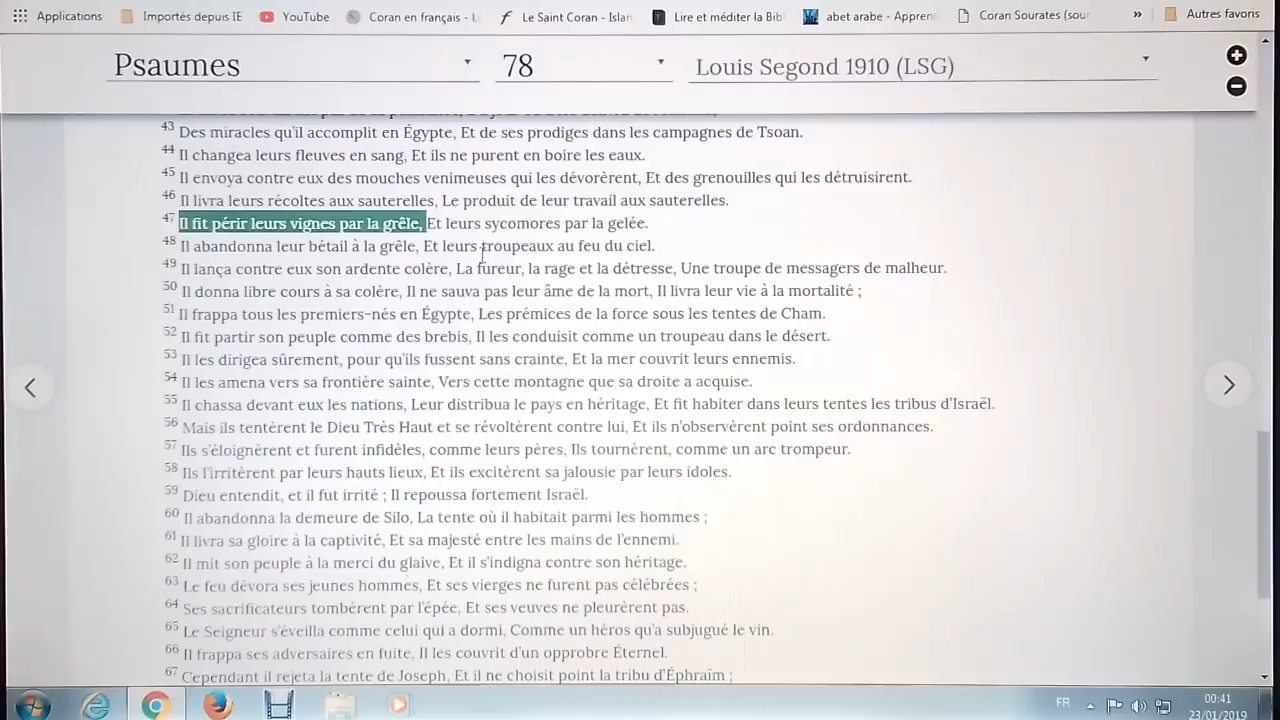 Applications Importés depuis IE YouTube Coran en français - L Le Saint Coran - Islan Lire et méditer la Bibl abet arabe - Apprend Coran Sourates (sour » Autres favoris
Psaumes 78 Louis Segond 1910 (LSG)
43 Des miracles qu'il accomplit en Égypte, Et de ses prodiges dans les campagnes de Tsoan.
44 Il changea leurs fleuves en sang, Et ils ne purent en boire les eaux.
45 Il envoya contre eux des mouches venimeuses qui les dévorèrent, Et des grenouilles qui les détruisirent.
46 Il livra leurs récoltes aux sauterelles, Le produit de leur travail aux sauterelles.
47 Il fit périr leurs vignes par la grêle, Et leurs sycomores par la gelée.
48 Il abandonna leur bétail à la grêle, Et leurs troupeaux au feu du ciel.
49 Il lança contre eux son ardente colère, La fureur, la rage et la détresse, Une troupe de messagers de malheur.
50 Il donna libre cours à sa colère, Il ne sauva pas leur âme de la mort, Il livra leur vie à la mortalité ;
51 Il frappa tous les premiers-nés en Égypte, Les prémices de la force sous les tentes de Cham.
52 Il fit partir son peuple comme des brebis, Il les conduisit comme un troupeau dans le désert.
53 Il les dirigea sûrement, pour qu'ils fussent sans crainte, Et la mer couvrit leurs ennemis.
54 Il les amena vers sa frontière sainte, Vers cette montagne que sa droite a acquise.
55 Il chassa devant eux les nations, Leur distribua le pays en héritage, Et fit habiter dans leurs tentes les tribus d'Israël.
56 Mais ils tentèrent le Dieu Très Haut et se révoltèrent contre lui, Et ils n'observèrent point ses ordonnances.
57 Ils s'éloignèrent et furent infidèles, comme leurs pères, Ils tournèrent, comme un arc trompeur.
58 Ils l'irritèrent par leurs hauts lieux, Et ils excitèrent sa jalousie par leurs idoles.
59 Dieu entendit, et il fut irrité ; Il repoussa fortement Israël.
60 Il abandonna la demeure de Silo, La tente où il habitait parmi les hommes ;
61 Il livra sa gloire à la captivité, Et sa majesté entre les mains de l'ennemi.
62 Il mit son peuple à la merci du glaive, Et il s'indigna contre son héritage.
63 Le feu dévora ses jeunes hommes, Et ses vierges ne furent pas célébrées ;
64 Ses sacrificateurs tombèrent par l'épée, Et ses veuves ne pleurèrent pas.
65 Le Seigneur s'éveilla comme celui qui a dormi, Comme un héros qu'a subjugué le vin.
66 Il frappa ses adversaires en fuite, Il les couvrit d'un opprobre Éternel.
67 Cependant il rejeta la tente de Joseph, Et il ne choisit point la tribu d'Éphraïm ;
FR 00:41
23/01/2019